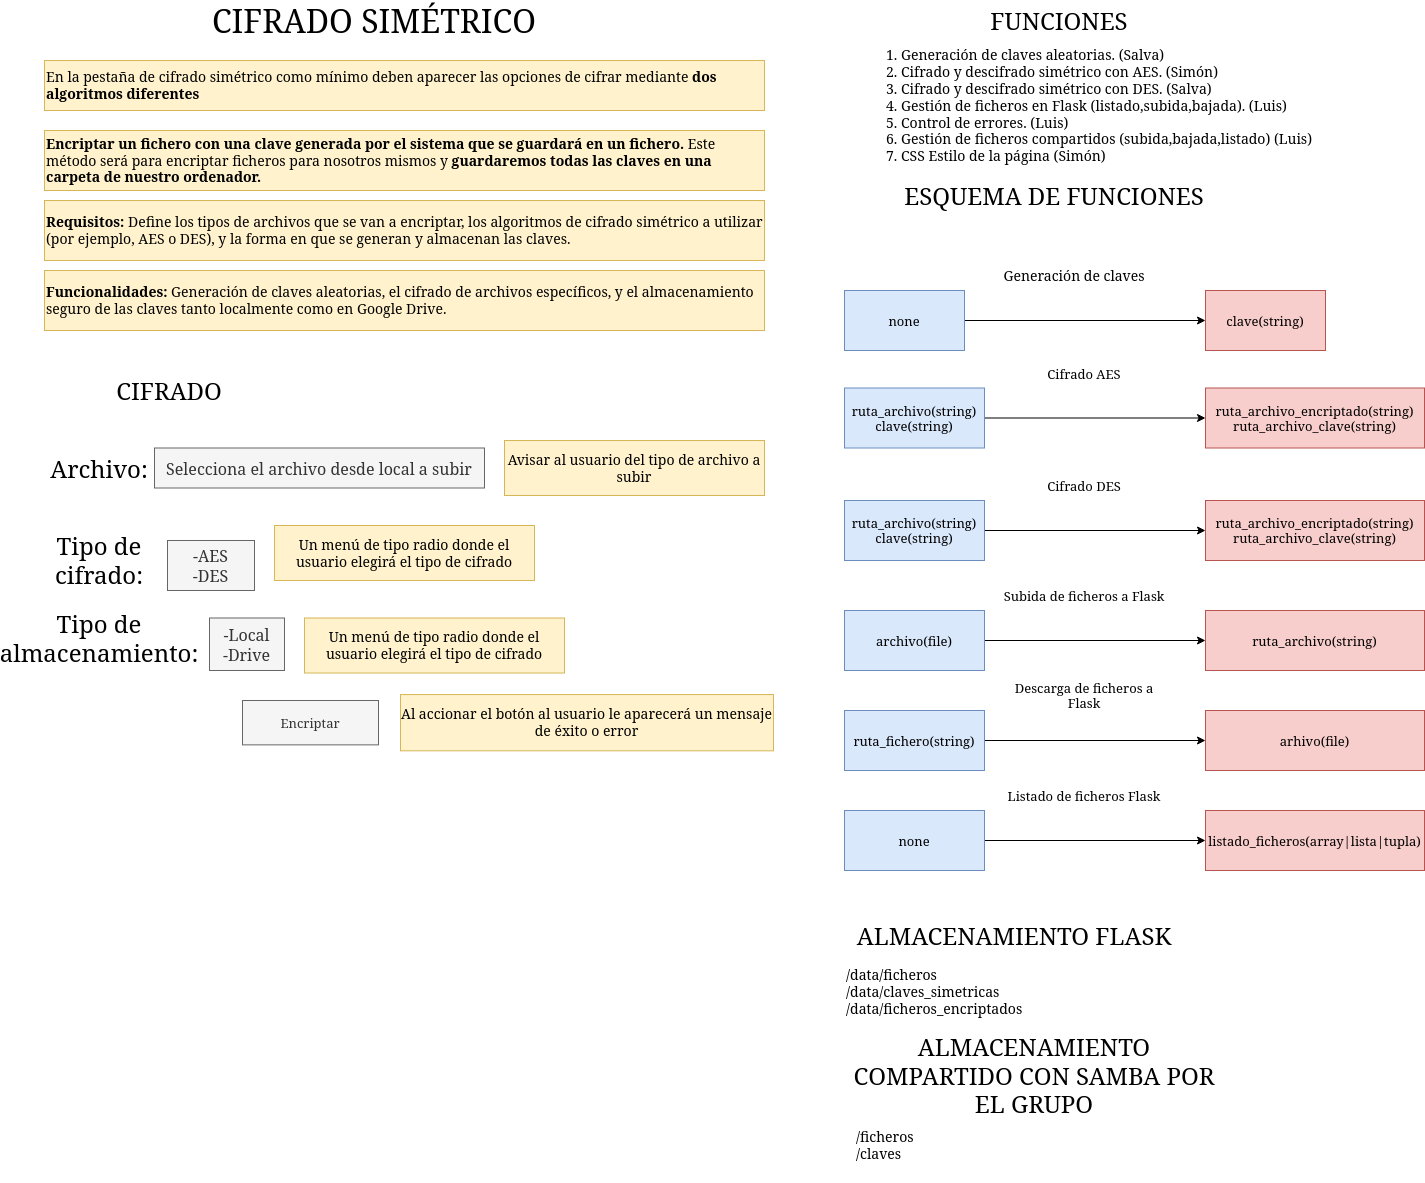 CIFRADO SIMÉTRICO
En la pestaña de cifrado simétrico como mínimo deben aparecer las opciones de cifrar mediante dos
algoritmos diferentes
Encriptar un fichero con una clave generada por el sistema que se guardará en un fichero. Este
método será para encriptar ficheros para nosotros mismos y guardaremos todas las claves en una
carpeta de nuestro ordenador.
Requisitos: Define los tipos de archivos que se van a encriptar, los algoritmos de cifrado simétrico a utilizar
(por ejemplo, AES o DES), y la forma en que se generan y almacenan las claves.
Funcionalidades: Generación de claves aleatorias, el cifrado de archivos específicos, y el almacenamiento
seguro de las claves tanto localmente como en Google Drive.
CIFRADO
Archivo:
Selecciona el archivo desde local a subir
Avisar al usuario del tipo de archivo a
subir
Tipo de
cifrado:
-AES
-DES
Un menú de tipo radio donde el
usuario elegirá el tipo de cifrado
Tipo de
almacenamiento:
-Local
-Drive
Un menú de tipo radio donde el
usuario elegirá el tipo de cifrado
Encriptar
Al accionar el botón al usuario le aparecerá un mensaje
de éxito o error
FUNCIONES
1. Generación de claves aleatorias. (Salva)
2. Cifrado y descifrado simétrico con AES. (Simón)
3. Cifrado y descifrado simétrico con DES. (Salva)
4. Gestión de ficheros en Flask (listado,subida,bajada). (Luis)
5. Control de errores. (Luis)
6. Gestión de ficheros compartidos (subida,bajada,listado) (Luis)
7. CSS Estilo de la página (Simón)
ESQUEMA DE FUNCIONES
Generación de claves
none
clave(string)
Cifrado AES
ruta_archivo(string)
clave(string)
ruta_archivo_encriptado(string)
ruta_archivo_clave(string)
Cifrado DES
ruta_archivo(string)
clave(string)
ruta_archivo_encriptado(string)
ruta_archivo_clave(string)
Subida de ficheros a Flask
archivo(file)
ruta_archivo(string)
Descarga de ficheros a
Flask
ruta_fichero(string)
arhivo(file)
Listado de ficheros Flask
none
listado_ficheros(array|lista|tupla)
ALMACENAMIENTO FLASK
/data/ficheros
/data/claves_simetricas
/data/ficheros_encriptados
ALMACENAMIENTO
COMPARTIDO CON SAMBA POR
EL GRUPO
/ficheros
/claves